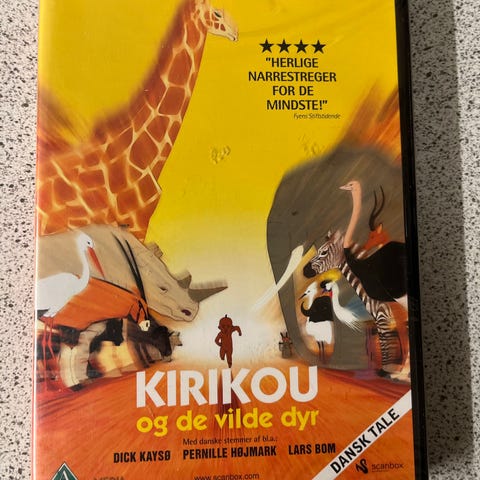 ★★★★
"HERLIGE
NARRESTREGER
FOR DE
MINDSTE!"
Fyens Stiftstidende
KIRIKOU
og de vilde dyr
Med danske stemmer af bl.a.:
DICK KAYSØ PERNILLE HØJMARK LARS BOM
DANSK TALE
A
www.scanbox.com
scanbox